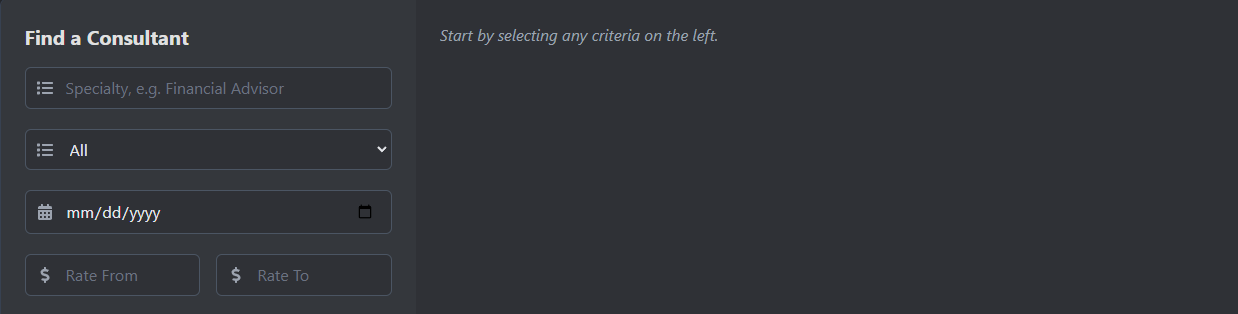 Find a Consultant
Specialty, e.g. Financial Advisor
All
mm/dd/yyyy
$ Rate From
$ Rate To
Start by selecting any criteria on the left.